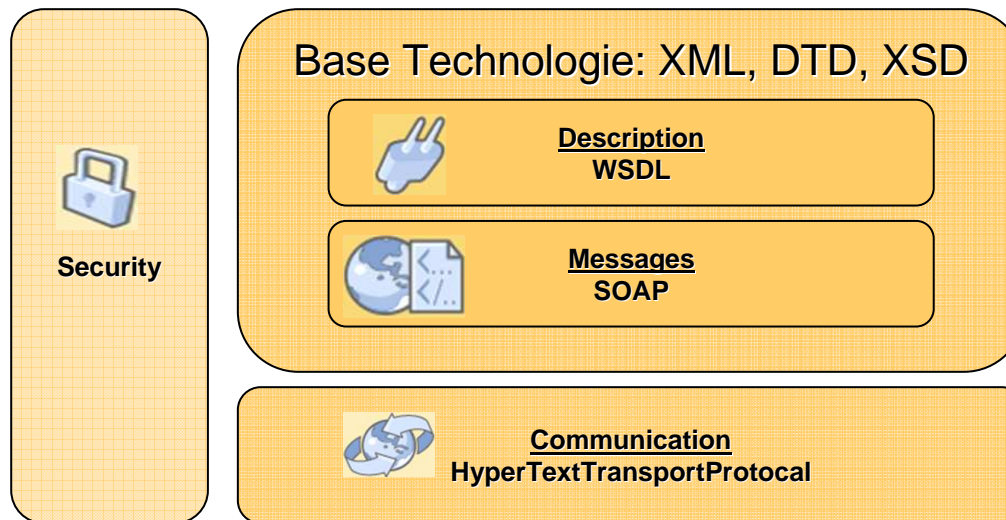 Base Technologie: XML, DTD, XSD
Description
WSDL
Messages
SOAP
Security
Communication
HyperTextTransportProtocal